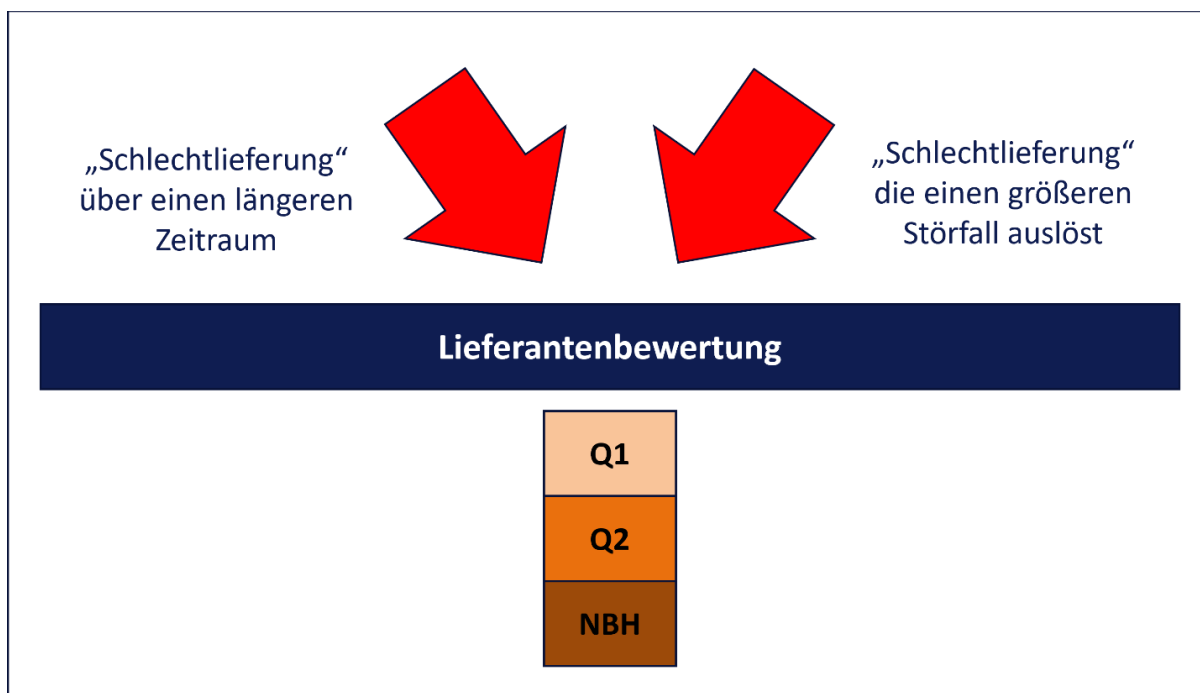 „Schlechtlieferung“
über einen längeren
Zeitraum
„Schlechtlieferung“
die einen größeren
Störfall auslöst
Lieferantenbewertung
Q1
Q2
NBH